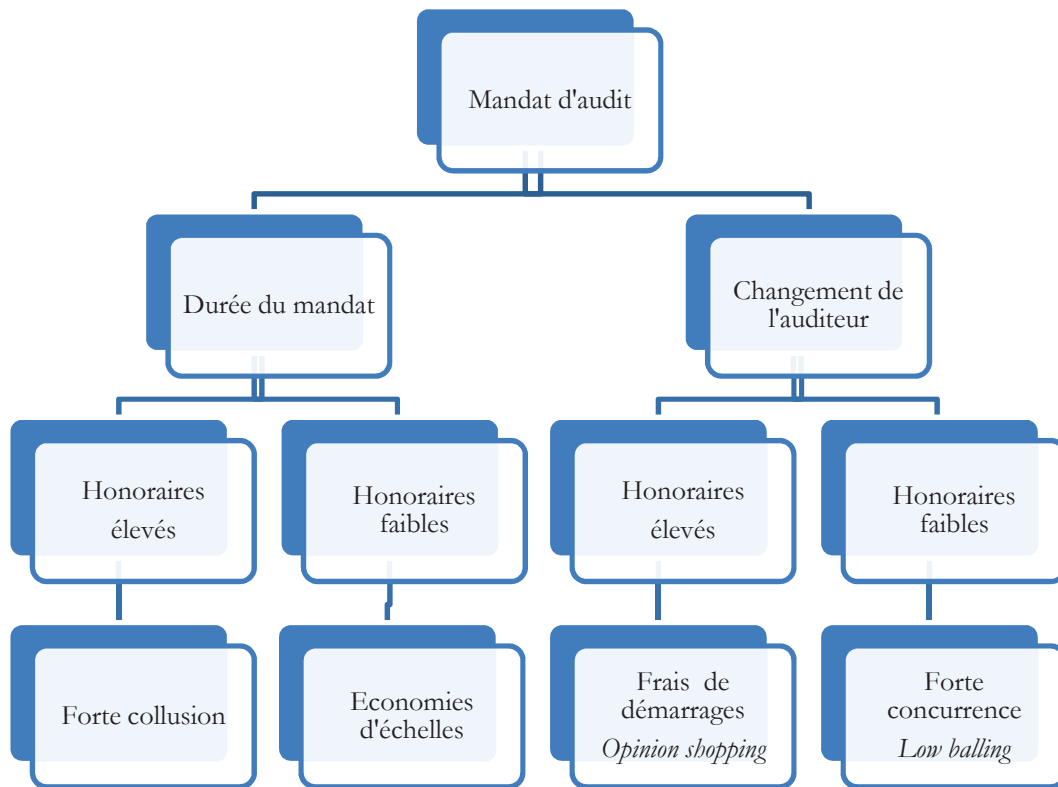 Mandat d'audit
Durée du mandat
Changement de
l'auditeur
Honoraires
élevés
Honoraires
faibles
Honoraires
élevés
Honoraires
faibles
Forte collusion
Economies
d'échelles
Frais de
démarrages
Opinion shopping
Forte
concurrence
Low balling